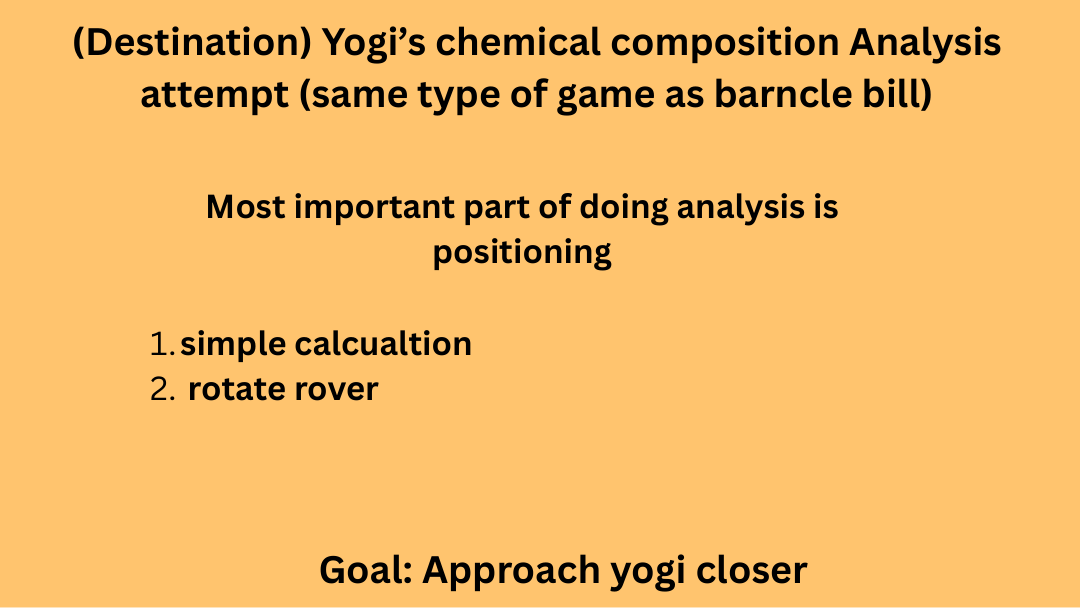 (Destination) Yogi’s chemical composition Analysis
attempt (same type of game as barncle bill)
Most important part of doing analysis is
positioning
1. simple calcualtion
2. rotate rover
Goal: Approach yogi closer